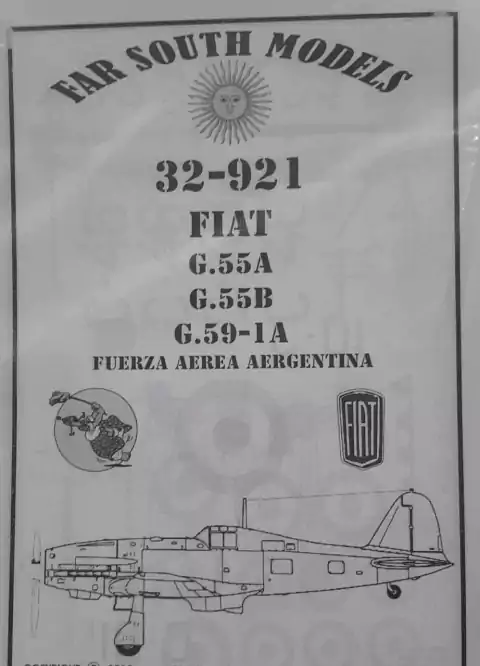 FAR SOUTH MODELS
32-921
FIAT
G.55A
G.55B
G.59-1A
FUERZA AEREA AERGENTINA
FIAT